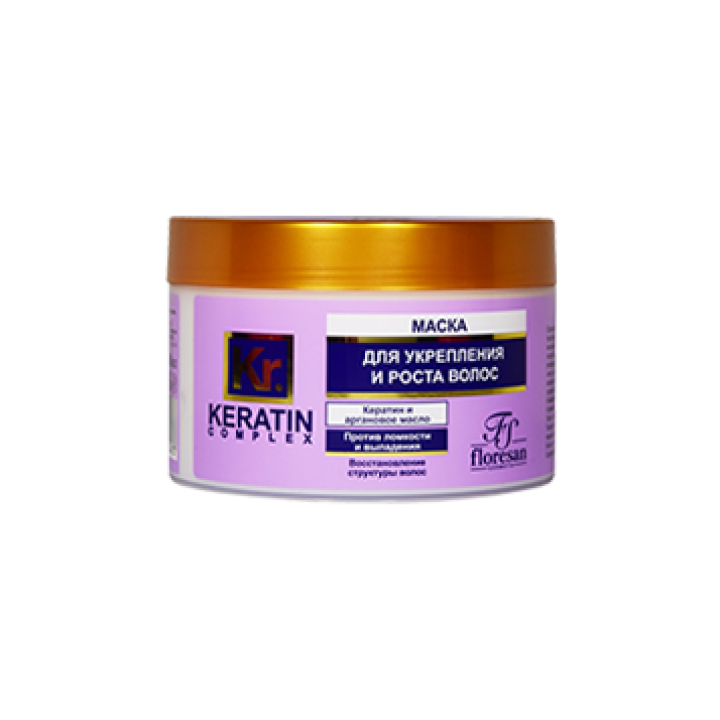 МАСКА
ДЛЯ УКРЕПЛЕНИЯ
И РОСТА ВОЛОС
Kr.
KERATIN
COMPLEX
Кератин и
аргановое масло
Против ломкости
и выпадения
Восстановление
структуры волос
FS
floresan